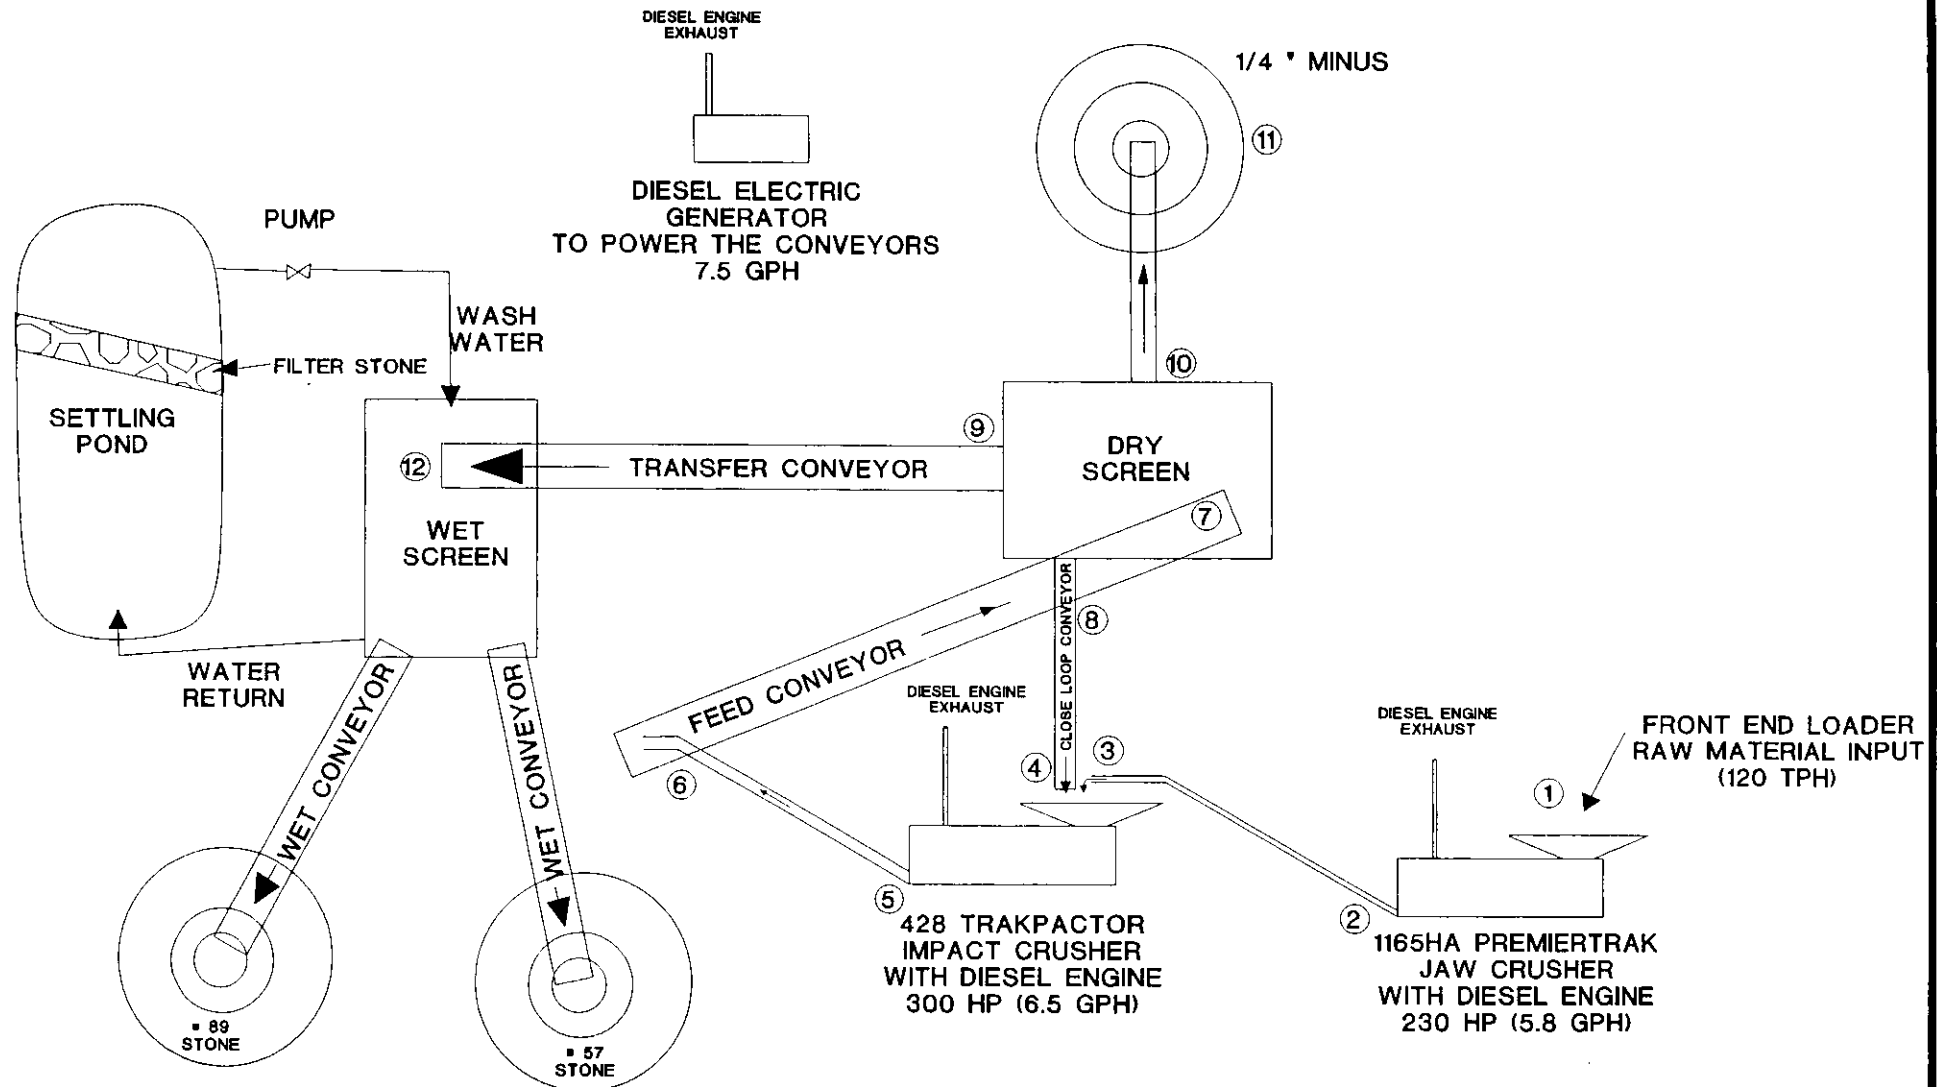 DIESEL ENGINE
EXHAUST
DIESEL ELECTRIC
GENERATOR
TO POWER THE CONVEYORS
7.5 GPH
1/4 " MINUS
11
10
PUMP
WASH
WATER
FILTER STONE
SETTLING
POND
WATER
RETURN
WET
SCREEN
12
TRANSFER CONVEYOR
9
DRY
SCREEN
7
FEED CONVEYOR
6
CLOSE LOOP CONVEYOR
8
4
3
DIESEL ENGINE
EXHAUST
5
428 TRAKPACTOR
IMPACT CRUSHER
WITH DIESEL ENGINE
300 HP (6.5 GPH)
DIESEL ENGINE
EXHAUST
1
FRONT END LOADER
RAW MATERIAL INPUT
(120 TPH)
2
1165HA PREMIERTRAK
JAW CRUSHER
WITH DIESEL ENGINE
230 HP (5.8 GPH)
WET CONVEYOR
WET CONVEYOR
# 89
STONE
# 57
STONE